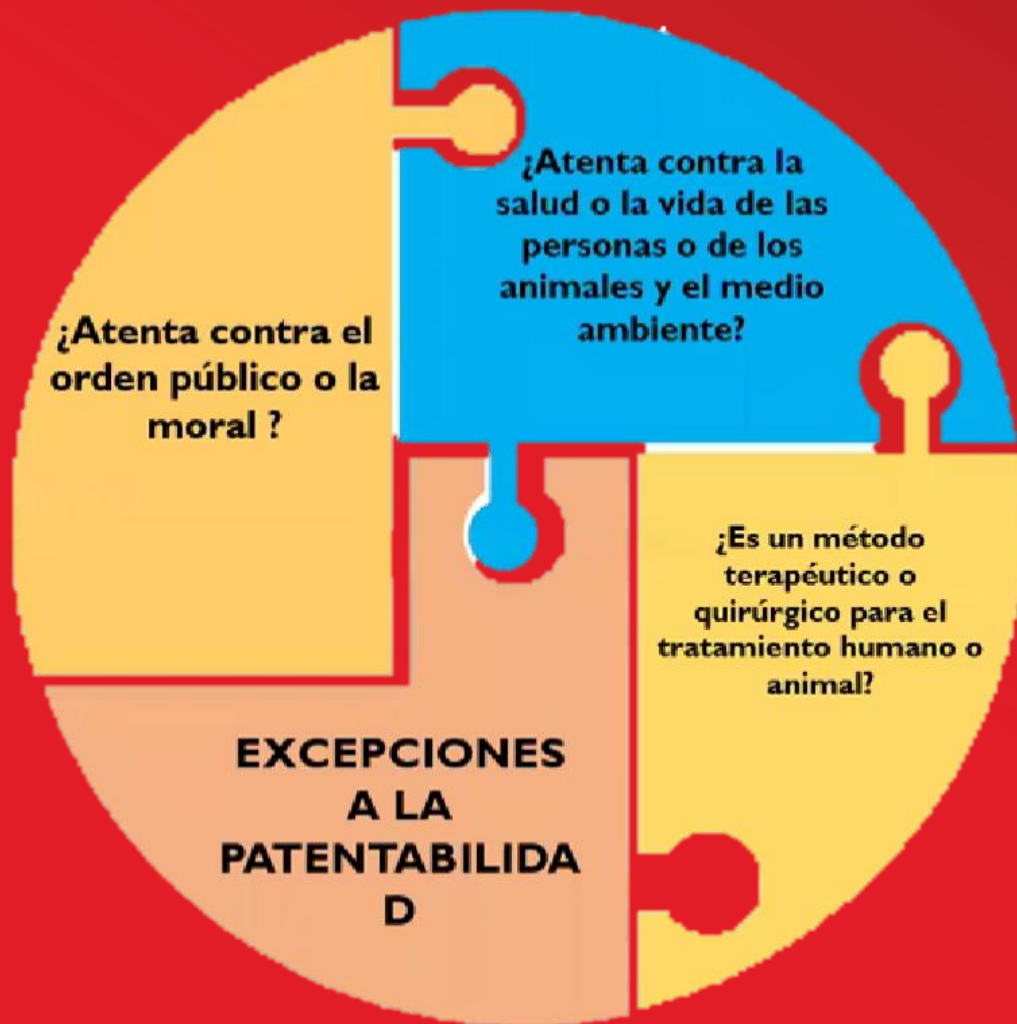 ¿Atenta contra la
salud o la vida de las
personas o de los
animales y el medio
ambiente?
¿Atenta contra el
orden público o la
moral ?
¿Es un método
terapéutico o
quirúrgico para el
tratamiento humano o
animal?
EXCEPCIONES
A LA
PATENTABILIDA
D